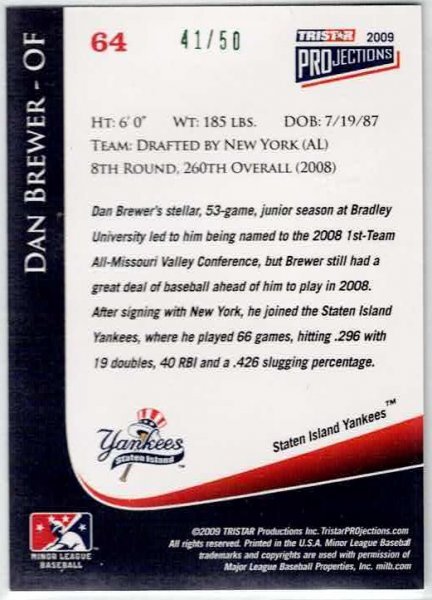 64
41/50
TRISTAR 2009
PROJECTIONS
DAN BREWER - OF
HT: 6' 0" WT: 185 LBS. DOB: 7/19/87
TEAM: DRAFTED BY NEW YORK (AL)
8TH ROUND, 260TH OVERALL (2008)
Dan Brewer's stellar, 53-game, junior season at Bradley
University led to him being named to the 2008 1st-Team
All-Missouri Valley Conference, but Brewer still had a
great deal of baseball ahead of him to play in 2008.
After signing with New York, he joined the Staten Island
Yankees, where he played 66 games, hitting .296 with
19 doubles, 40 RBI and a .426 slugging percentage.
Yankees
Staten Island
Staten Island Yankees™
MINOR LEAGUE
BASEBALL
©2009 TRISTAR Productions Inc. TristarPROjections.com
All rights reserved. Printed in the U.S.A. Minor League Baseball
trademarks and copyrights are used with permission of
Major League Baseball Properties, Inc. milb.com